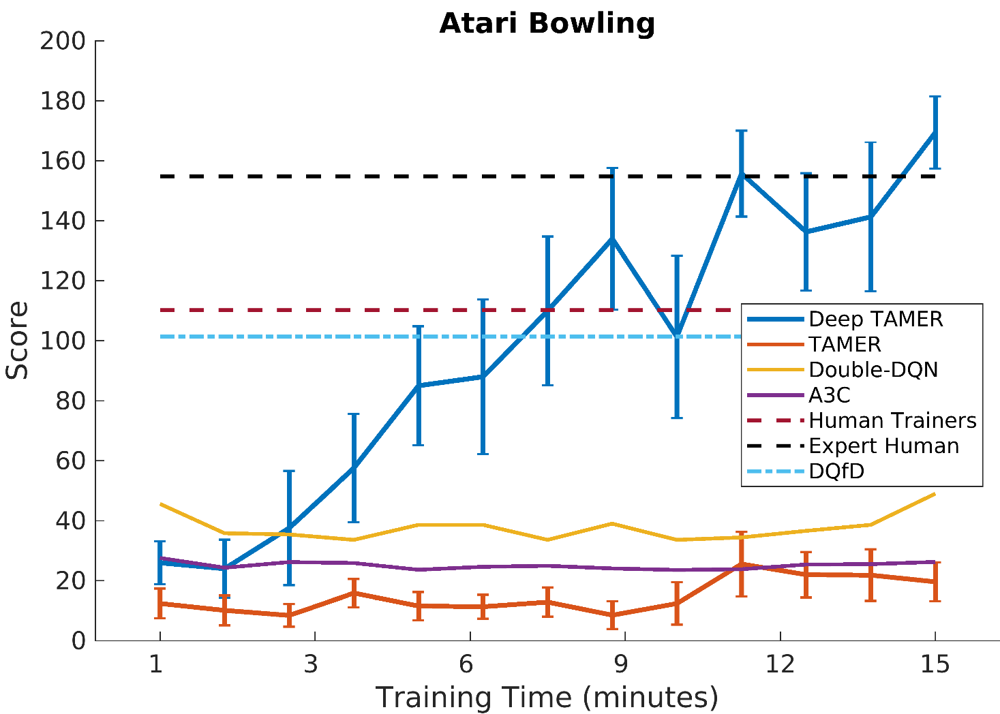 Atari Bowling
200
180
160
140
120
100
80
60
40
20
0
Score
Deep TAMER
TAMER
Double-DQN
A3C
Human Trainers
Expert Human
DQfD
1 3 6 9 12 15
Training Time (minutes)